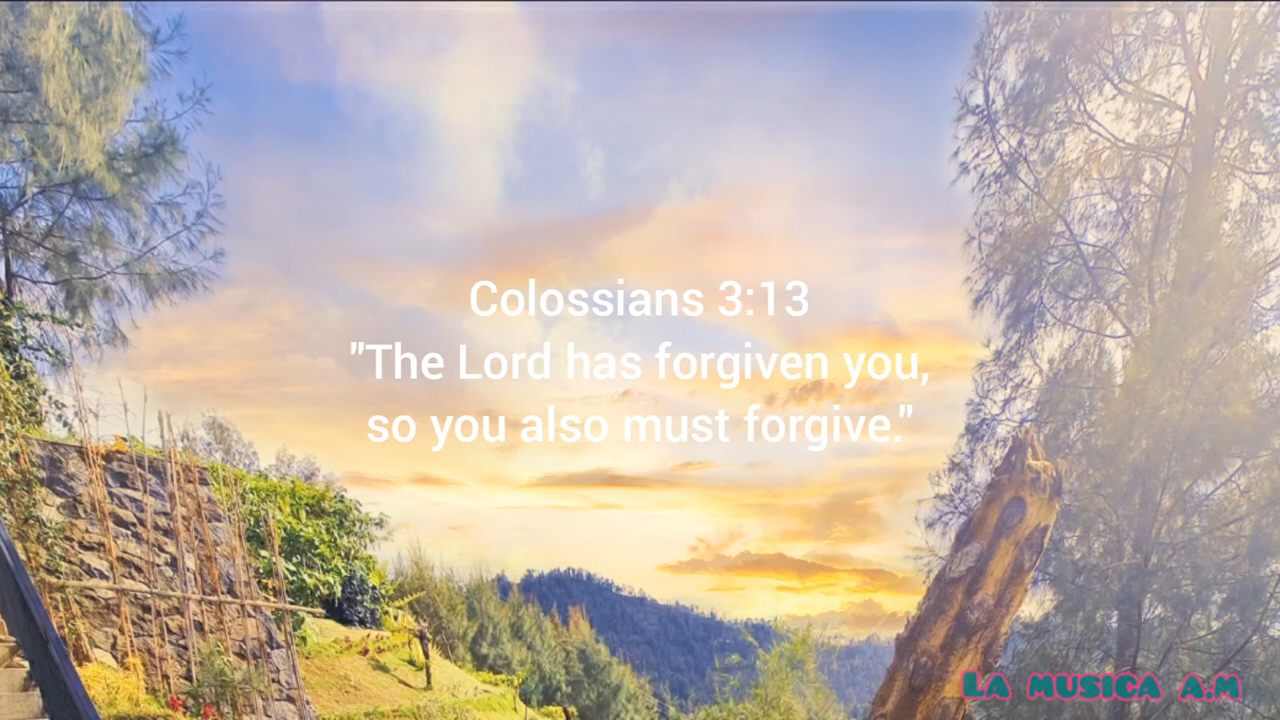 Colossians 3:13
"The Lord has forgiven you,
so you also must forgive."
La musica a.m